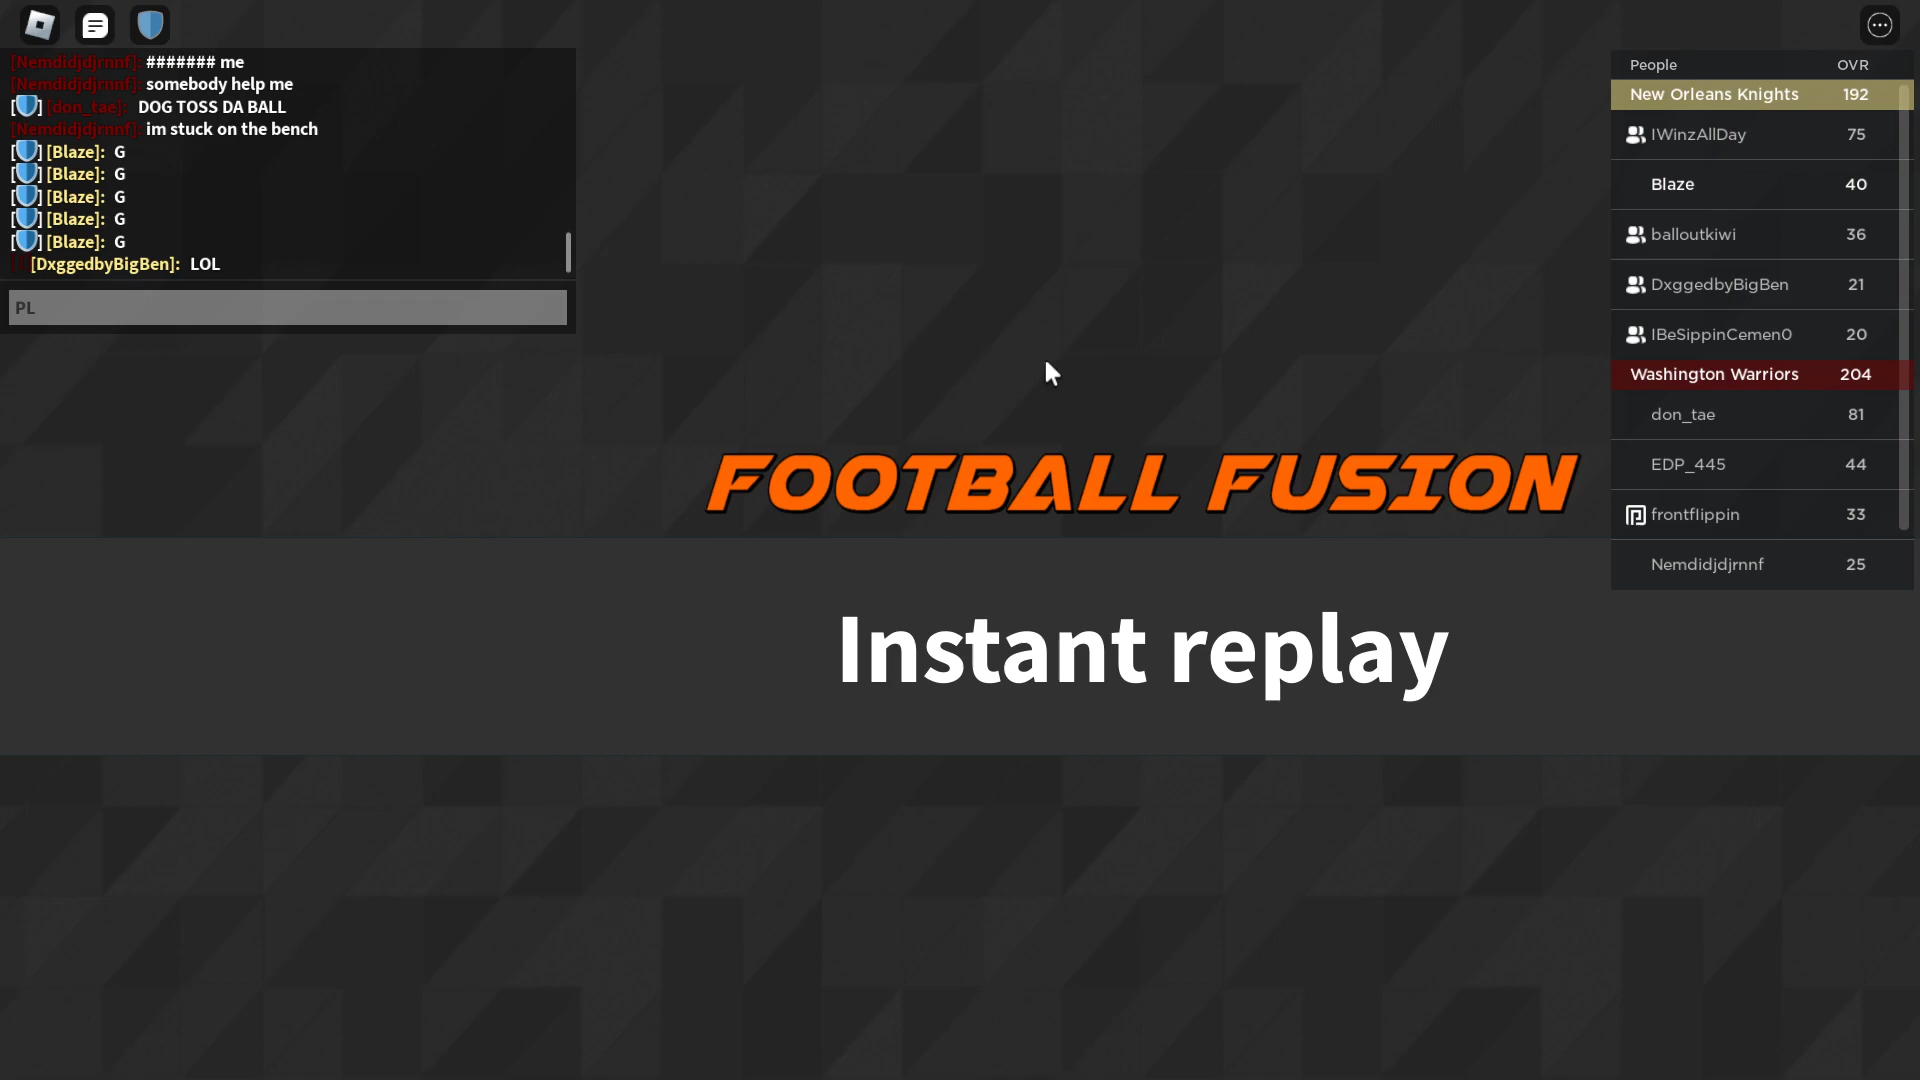 [Nemdidjdjrnnf]: ####### me
[Nemdidjdjrnnf]: somebody help me
[] [don_tae]: DOG TOSS DA BALL
[Nemdidjdjrnnf]: im stuck on the bench
[] [Blaze]: G
[] [Blaze]: G
[] [Blaze]: G
[] [Blaze]: G
[] [Blaze]: G
[DxggedbyBigBen]: LOL
PL
People OVR
New Orleans Knights 192
IWinzAllDay 75
Blaze 40
balloutkiwi 36
DxggedbyBigBen 21
IBeSippinCemen0 20
Washington Warriors 204
don_tae 81
EDP_445 44
frontflippin 33
Nemdidjdjrnnf 25
FOOTBALL FUSION
Instant replay